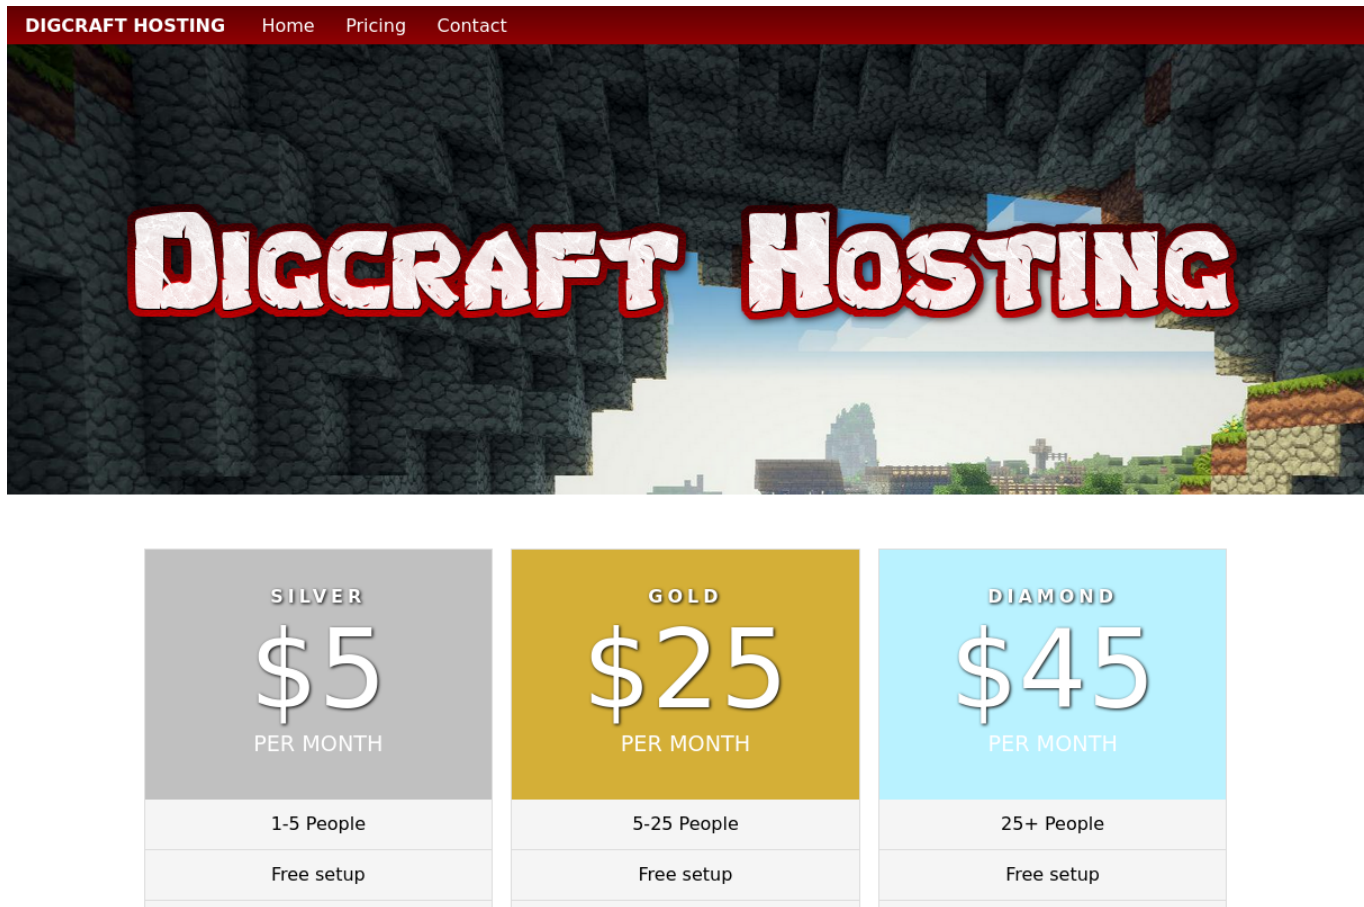 DIGCRAFT HOSTING Home Pricing Contact
DIGCRAFT HOSTING
SILVER
$5
PER MONTH
1-5 People
Free setup
GOLD
$25
PER MONTH
5-25 People
Free setup
DIAMOND
$45
PER MONTH
25+ People
Free setup